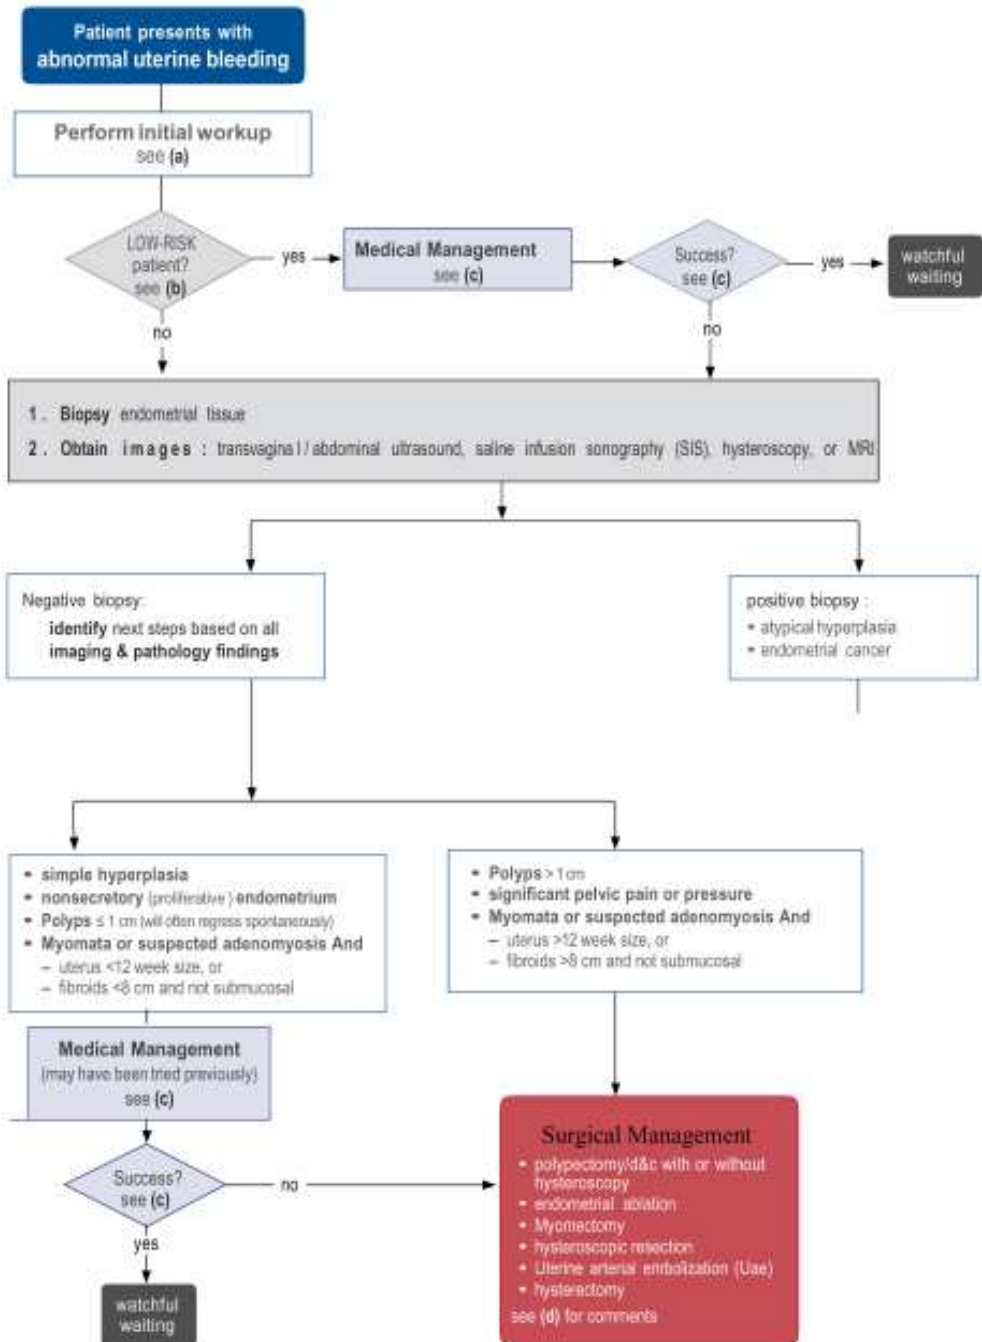 Patient presents with
abnormal uterine bleeding
Perform initial workup
see (a)
LOW-RISK
patient?
see (b)
yes
Medical Management
see (c)
Success?
see (c)
yes
watchful
waiting
no
no
1. Biopsy endometrial tissue
2. Obtain images : transvaginal/abdominal ultrasound, saline infusion sonography (SIS), hysteroscopy, or MRI
Negative biopsy:
identify next steps based on all
imaging & pathology findings
positive biopsy :
• atypical hyperplasia
• endometrial cancer
• simple hyperplasia
• nonsecretory (proliferative) endometrium
• Polyps ≤ 1 cm (will often regress spontaneously)
• Myomata or suspected adenomyosis And
– uterus <12 week size, or
– fibroids <8 cm and not submucosal
• Polyps > 1 cm
• significant pelvic pain or pressure
• Myomata or suspected adenomyosis And
– uterus >12 week size, or
– fibroids >8 cm and not submucosal
Medical Management
(may have been tried previously)
see (c)
Success?
see (c)
no
yes
watchful
waiting
Surgical Management
• polypectomy/d&c with or without
hysteroscopy
• endometrial ablation
• Myomectomy
• hysteroscopic resection
• Uterine arterial embolization (Uae)
• hysterectomy
see (d) for comments